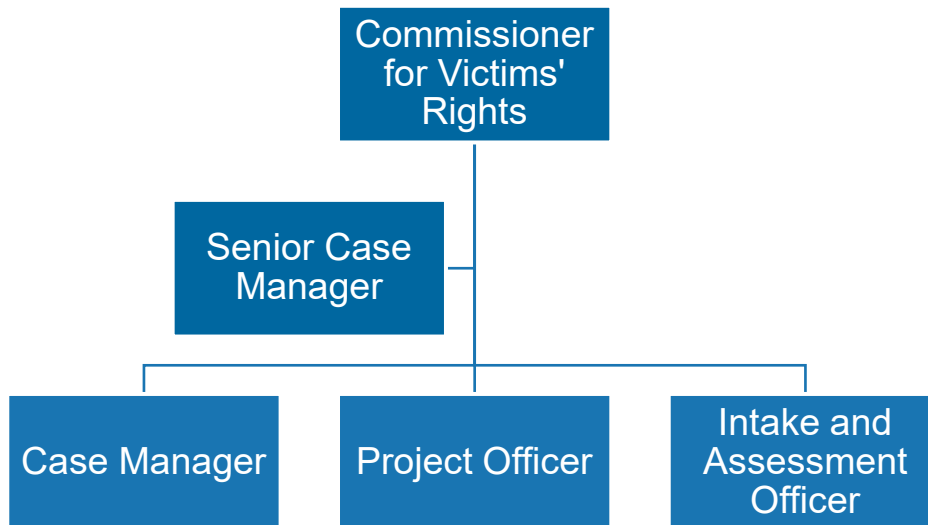 Commissioner
for Victims'
Rights
Senior Case
Manager
Case Manager
Project Officer
Intake and
Assessment
Officer